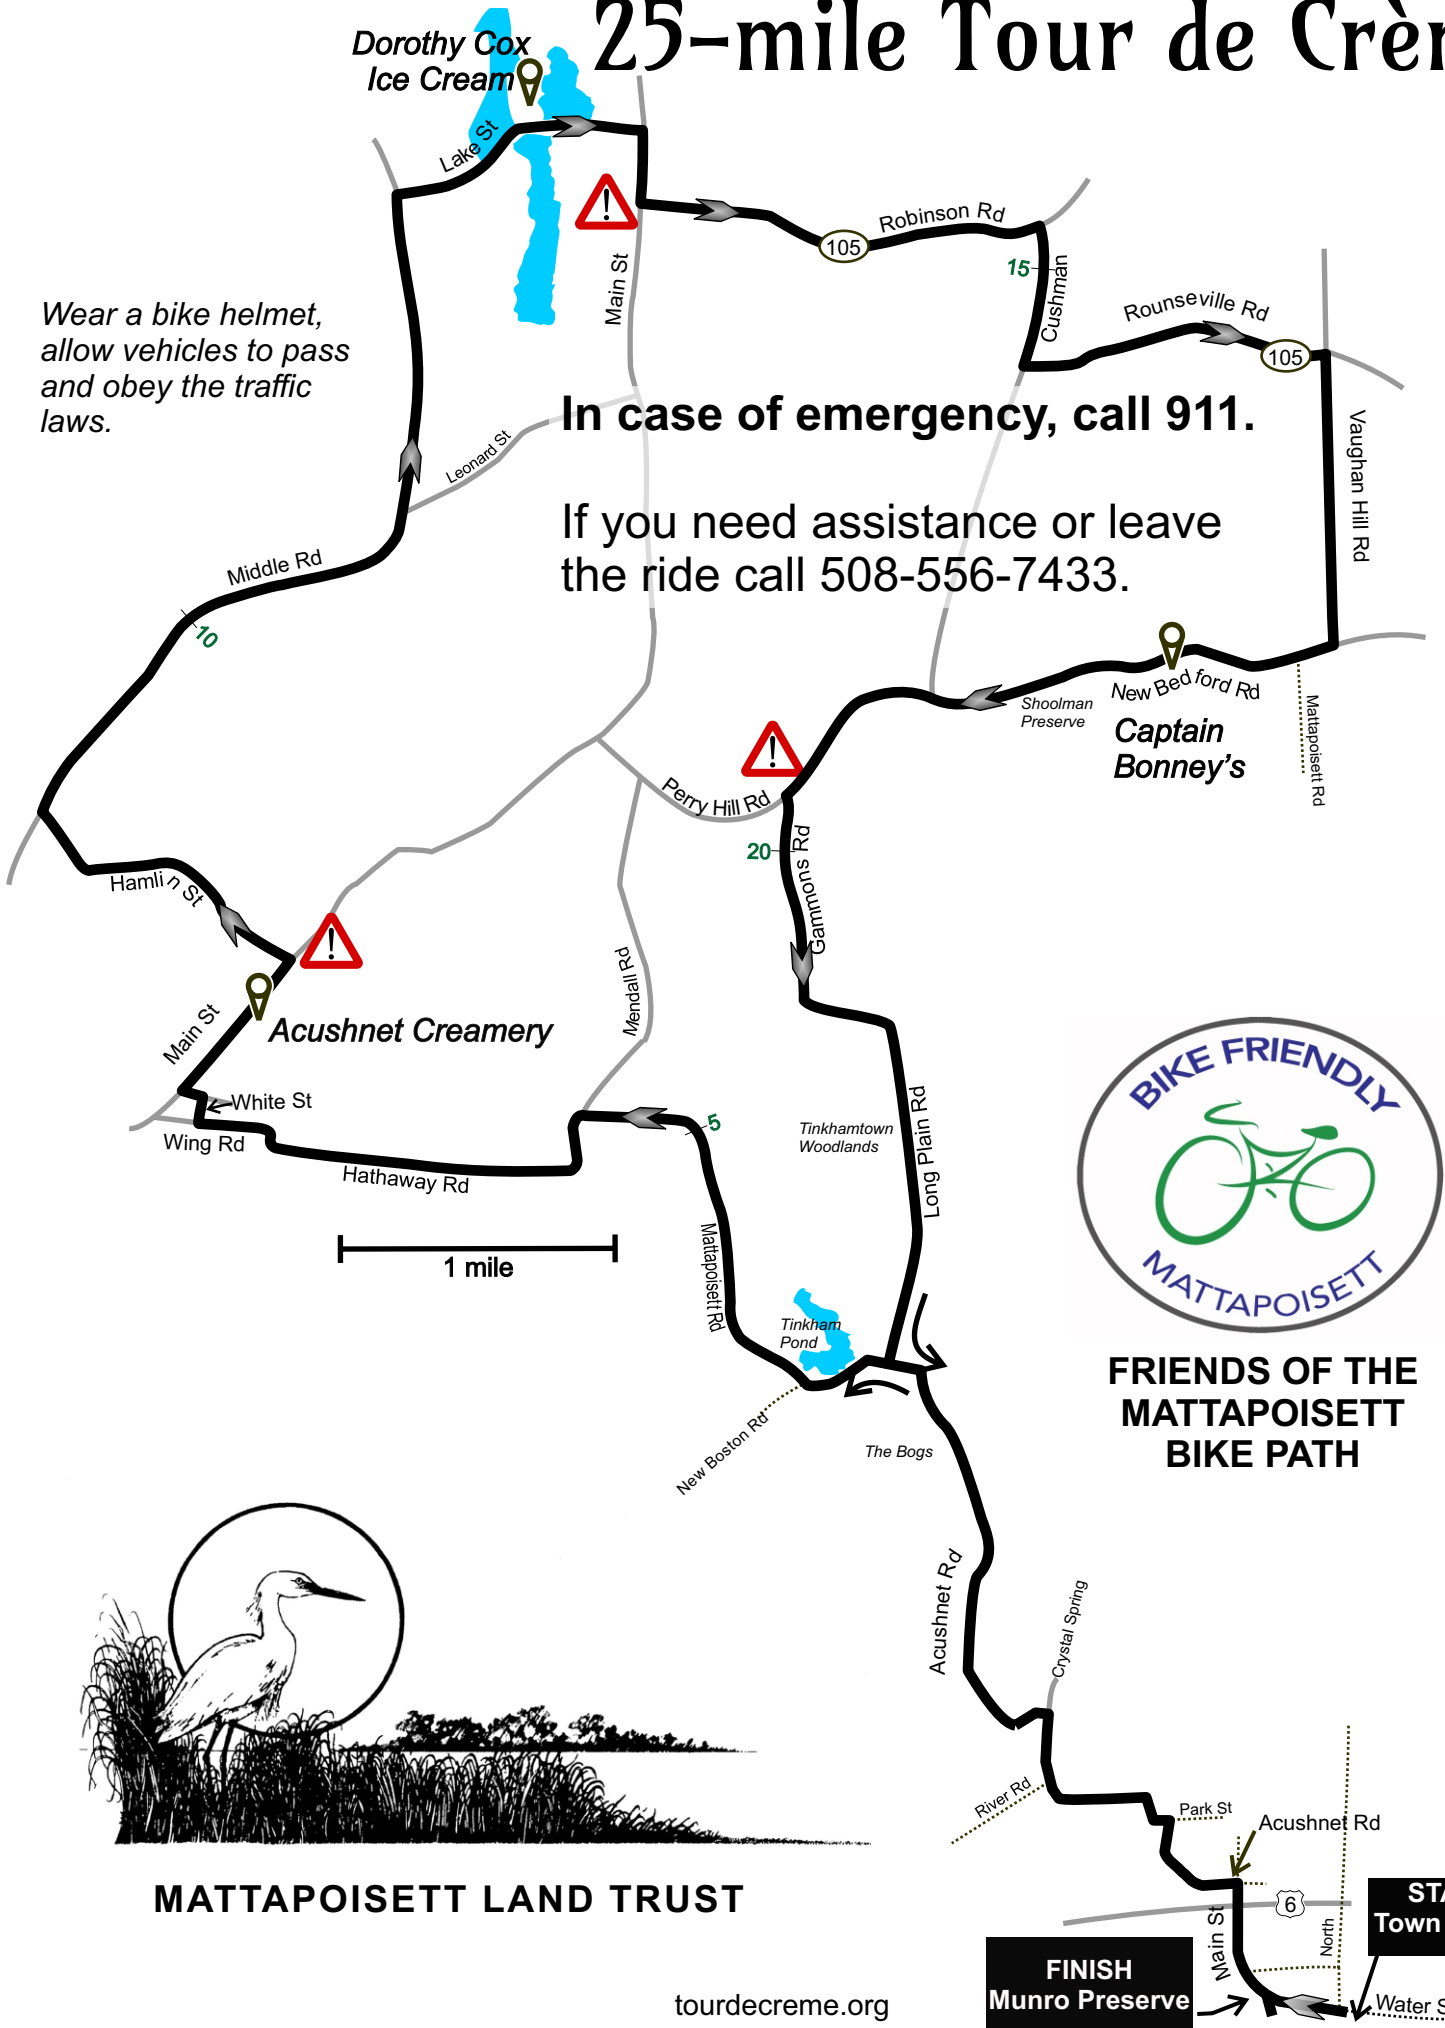 25-mile Tour de Crèm
Dorothy Cox
Ice Cream
Lake St
Main St
105
Robinson Rd
15
Cushman
Rounseville Rd
105
Wear a bike helmet,
allow vehicles to pass
and obey the traffic
laws.
In case of emergency, call 911.
Leonard St
Vaughan Hill Rd
If you need assistance or leave
the ride call 508-556-7433.
Middle Rd
10
New Bedford Rd
Shoolman
Preserve
Mattapoisett Rd
Captain
Bonney's
Perry Hill Rd
20
Gammons Rd
Hamlin St
Mendall Rd
Main St
Acushnet Creamery
White St
Wing Rd
Hathaway Rd
5
Tinkhamtown
Woodlands
Long Plain Rd
BIKE FRIENDLY
MATTAPOISETT
1 mile
Mattapoisett Rd
Tinkham
Pond
FRIENDS OF THE
MATTAPOISETT
BIKE PATH
New Boston Rd
The Bogs
Acushnet Rd
Crystal Spring
River Rd
Park St
Acushnet Rd
MATTAPOISETT LAND TRUST
6
Main St
North
STA
Town
FINISH
Munro Preserve
Water S
tourdecreme.org